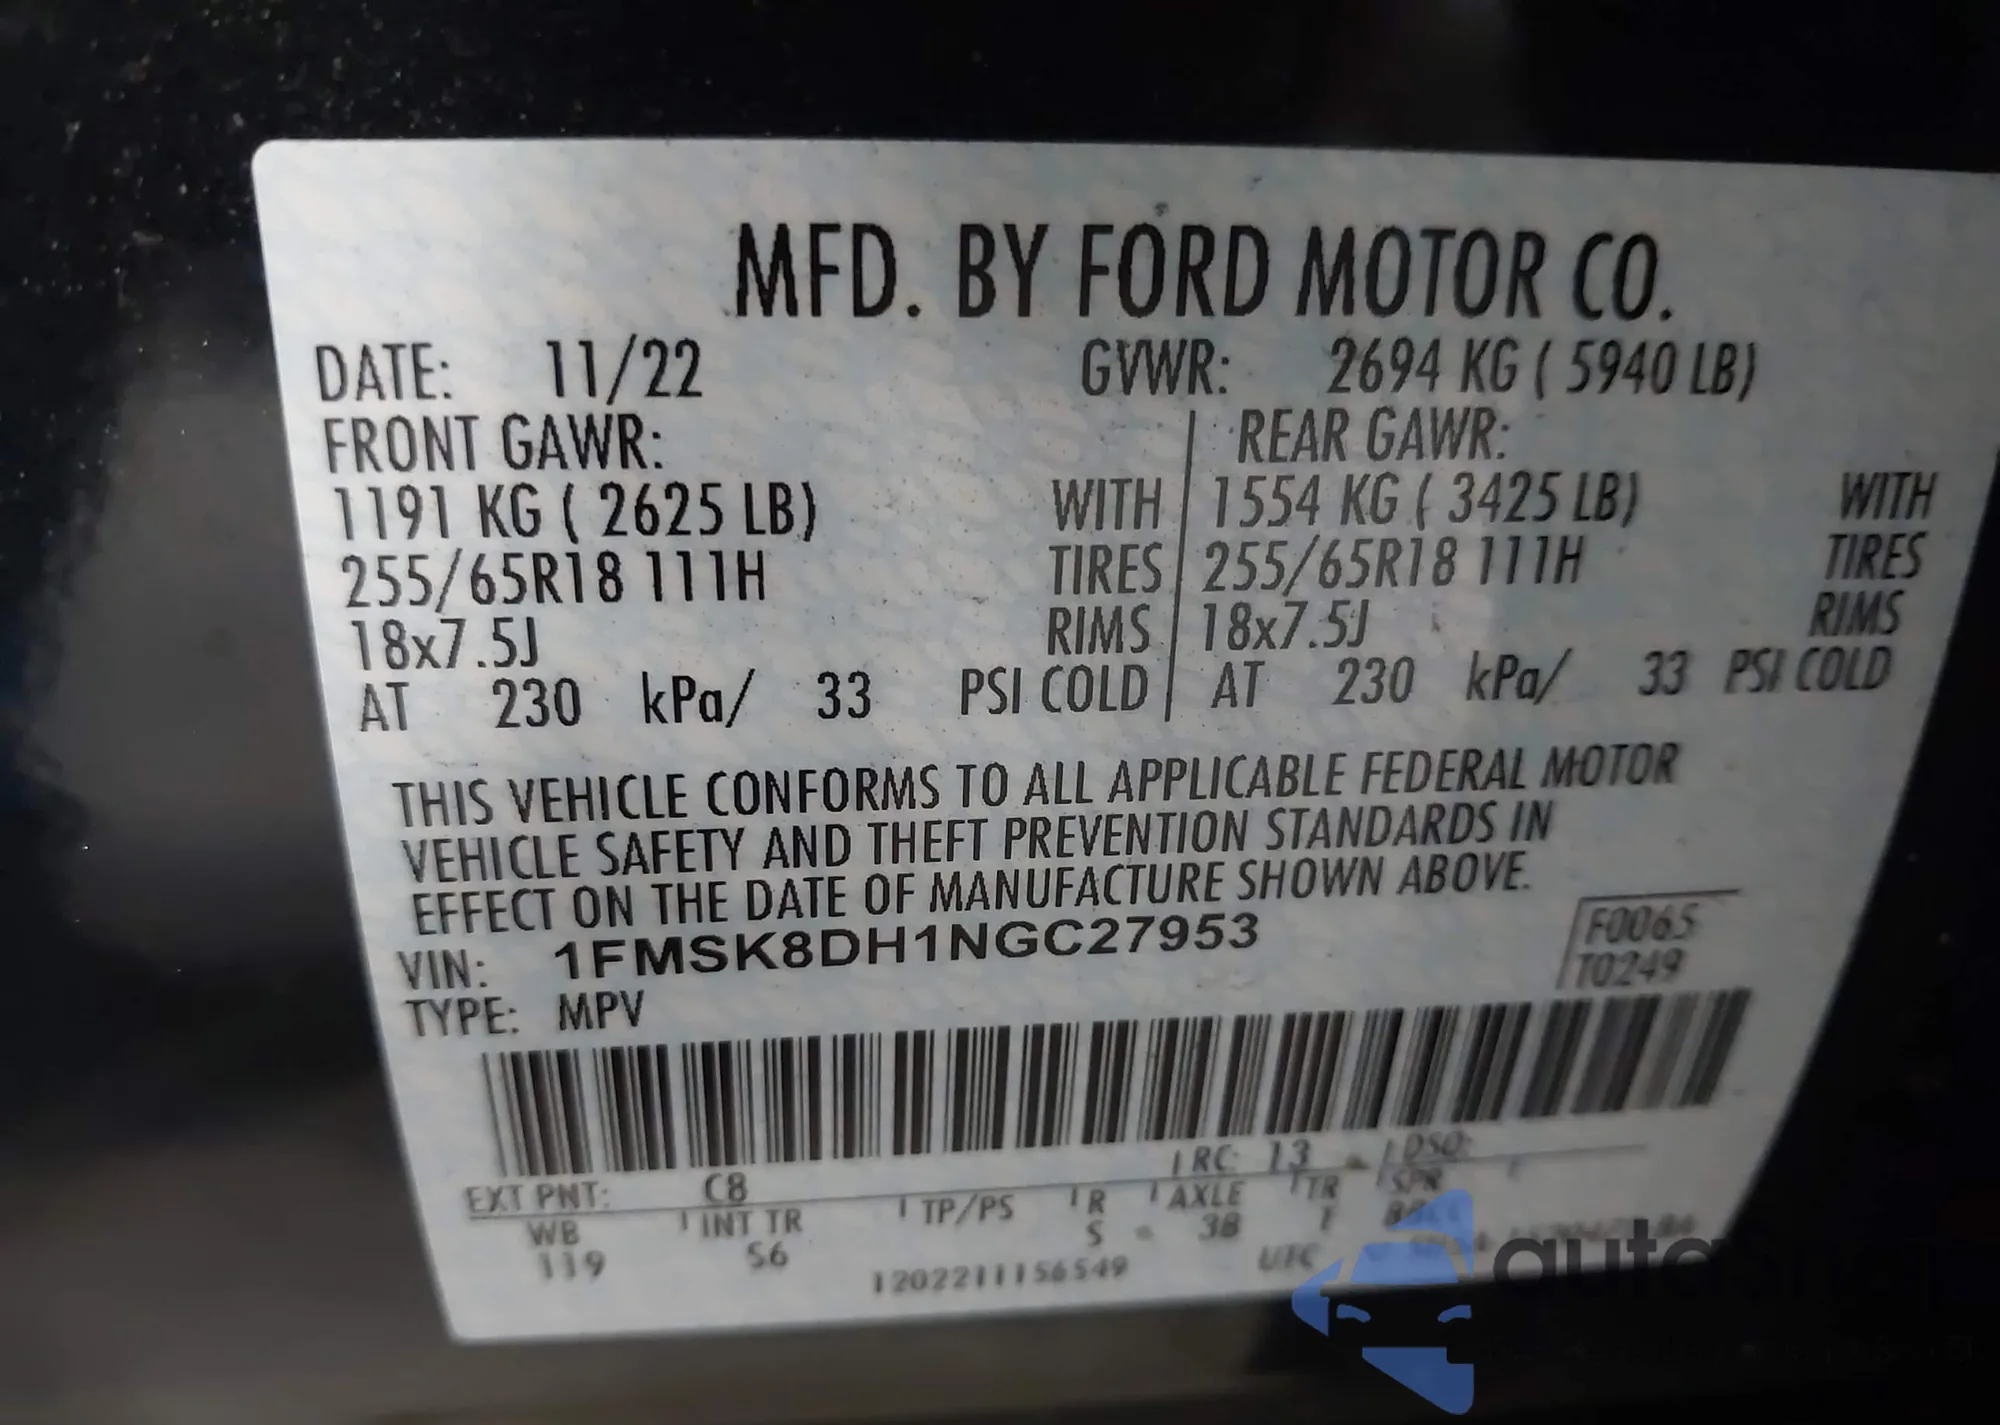 MFD. BY FORD MOTOR CO.
DATE: 11/22 GVWR: 2694 KG ( 5940 LB)
FRONT GAWR: REAR GAWR:
1191 KG ( 2625 LB) WITH 1554 KG ( 3425 LB) WITH
255/65R18 111H TIRES 255/65R18 111H TIRES
18x7.5J RIMS 18x7.5J RIMS
AT 230 kPa/ 33 PSI COLD AT 230 kPa/ 33 PSI COLD
THIS VEHICLE CONFORMS TO ALL APPLICABLE FEDERAL MOTOR
VEHICLE SAFETY AND THEFT PREVENTION STANDARDS IN
EFFECT ON THE DATE OF MANUFACTURE SHOWN ABOVE.
VIN: 1FMSK8DH1NGC27953
F0065
T0249
TYPE: MPV
EXT PNT: C8 RC: 13 DSO:
WB INT TR TP/PS R AXLE TR SPR
119 S6 S 3B
1202211156549 UTC